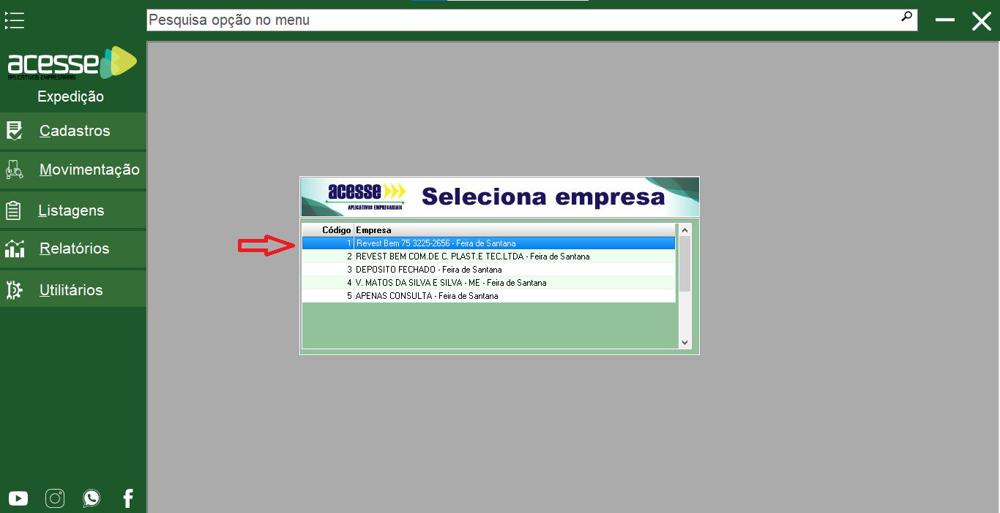 Pesquisa opção no menu
acesse
APLICATIVOS EMPRESARIAIS
Expedição
Cadastros
Movimentação
Listagens
Relatórios
Utilitários
acesse
APLICATIVOS EMPRESARIAIS
Seleciona empresa
Código Empresa
1 Revest Bem 75 3225-2656 - Feira de Santana
2 REVEST BEM COM.DE C. PLAST.E TEC.LTDA - Feira de Santana
3 DEPOSITO FECHADO - Feira de Santana
4 V. MATOS DA SILVA E SILVA - ME - Feira de Santana
5 APENAS CONSULTA - Feira de Santana